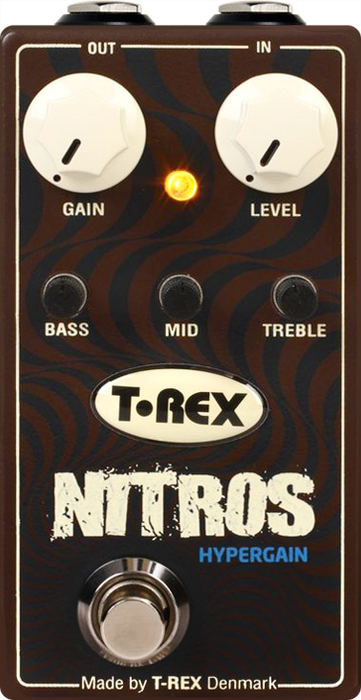 OUT IN
GAIN LEVEL
BASS MID TREBLE
T•REX
NITROS
HYPERGAIN
Made by T-REX Denmark